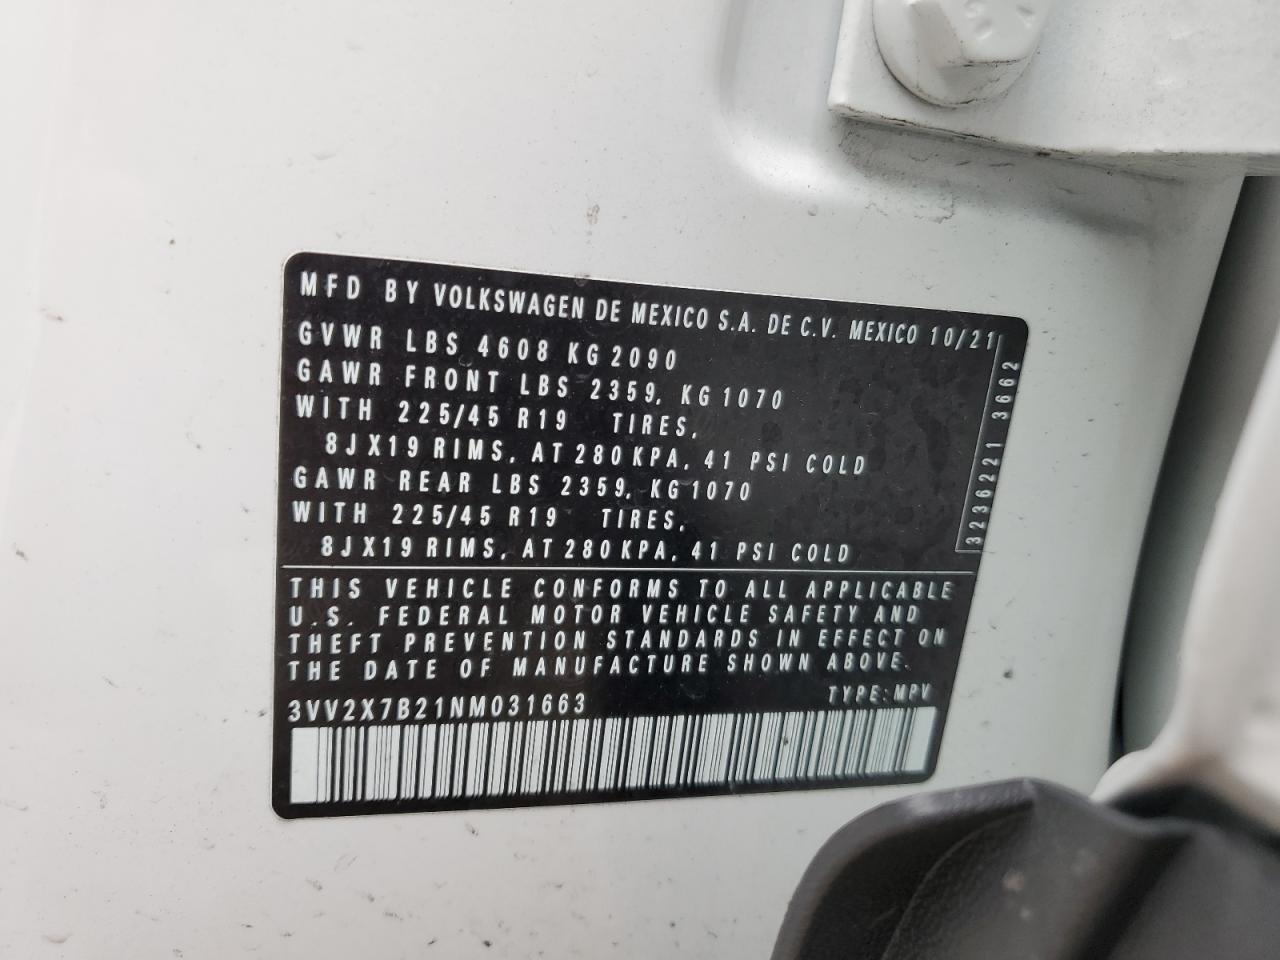 MFD BY VOLKSWAGEN DE MEXICO S.A. DE C.V. MEXICO 10/21
GVWR LBS 4608 KG 2090
GAWR FRONT LBS 2359, KG 1070
WITH 225/45 R19 TIRES,
8JX19 RIMS, AT 280 KPA, 41 PSI COLD
GAWR REAR LBS 2359, KG 1070
WITH 225/45 R19 TIRES,
8JX19 RIMS, AT 280 KPA, 41 PSI COLD
3236221 3662
THIS VEHICLE CONFORMS TO ALL APPLICABLE
U.S. FEDERAL MOTOR VEHICLE SAFETY AND
THEFT PREVENTION STANDARDS IN EFFECT ON
THE DATE OF MANUFACTURE SHOWN ABOVE.
3VV2X7B21NM031663 TYPE: MPV